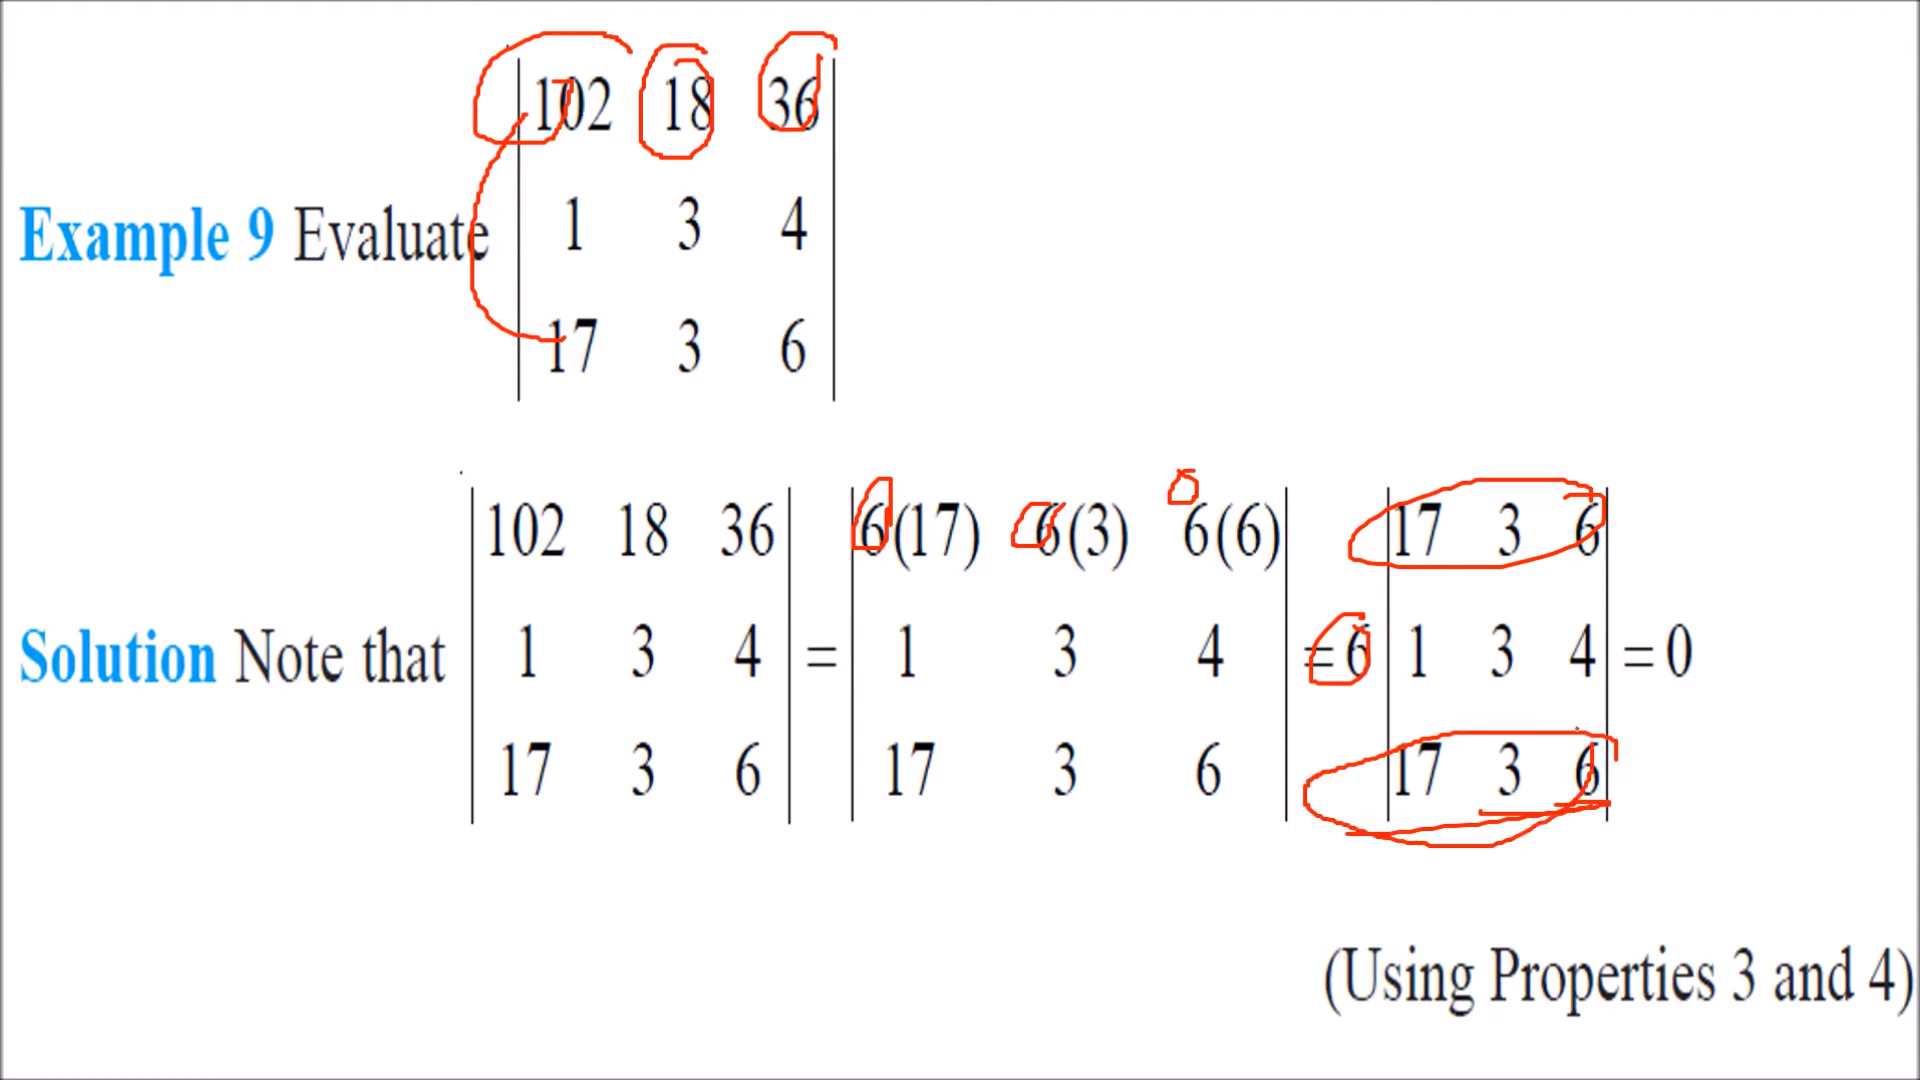 102 18 36
Example 9 Evaluate 1 3 4
17 3 6
102 18 36 6(17) 6(3) 6(6) 17 3 6
Solution Note that 1 3 4 = 1 3 4 = 6 1 3 4 = 0
17 3 6 17 3 6 17 3 6
(Using Properties 3 and 4)